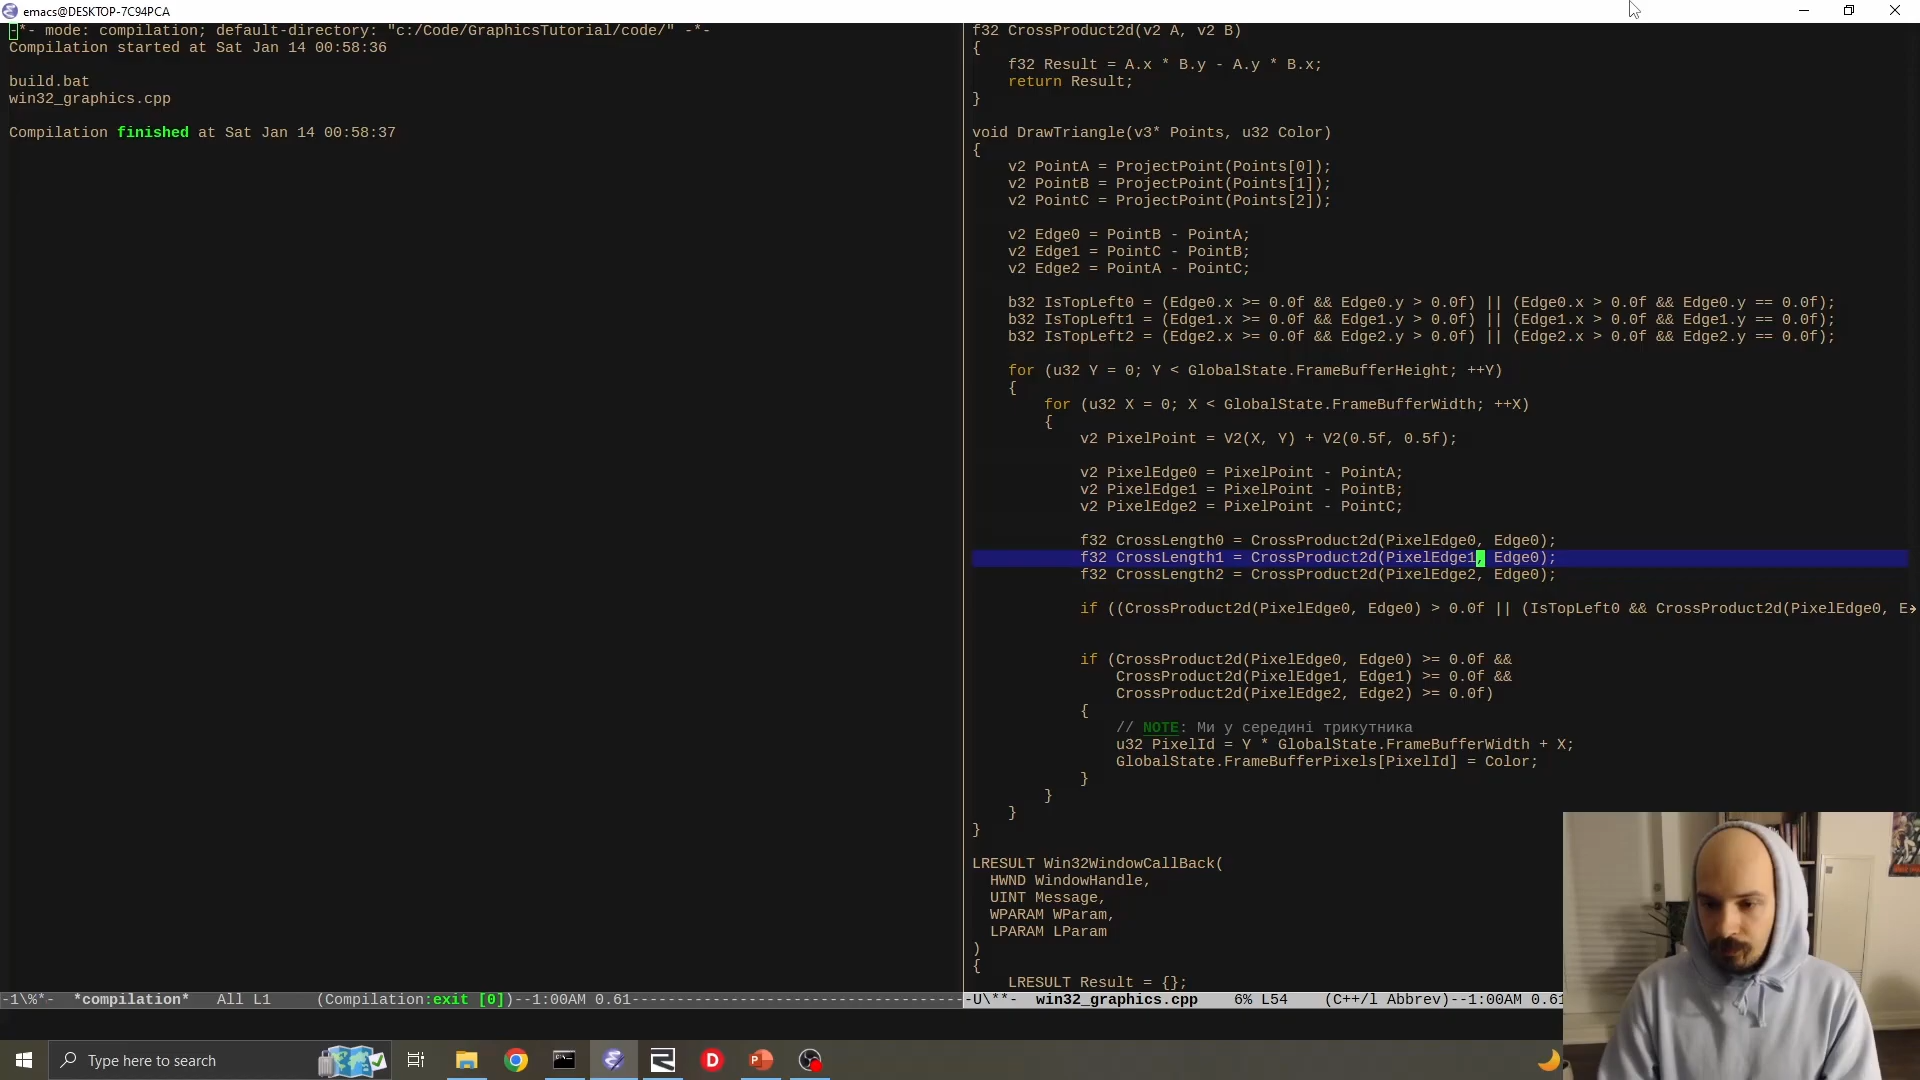 emacs@DESKTOP-7C94PCA
-*- mode: compilation; default-directory: "c:/Code/GraphicsTutorial/code/" -*-
Compilation started at Sat Jan 14 00:58:36
build.bat
win32_graphics.cpp
Compilation finished at Sat Jan 14 00:58:37
f32 CrossProduct2d(v2 A, v2 B)
{
f32 Result = A.x * B.y - A.y * B.x;
return Result;
}
void DrawTriangle(v3* Points, u32 Color)
{
v2 PointA = ProjectPoint(Points[0]);
v2 PointB = ProjectPoint(Points[1]);
v2 PointC = ProjectPoint(Points[2]);
v2 Edge0 = PointB - PointA;
v2 Edge1 = PointC - PointB;
v2 Edge2 = PointA - PointC;
b32 IsTopLeft0 = (Edge0.x >= 0.0f && Edge0.y > 0.0f) || (Edge0.x > 0.0f && Edge0.y == 0.0f);
b32 IsTopLeft1 = (Edge1.x >= 0.0f && Edge1.y > 0.0f) || (Edge1.x > 0.0f && Edge1.y == 0.0f);
b32 IsTopLeft2 = (Edge2.x >= 0.0f && Edge2.y > 0.0f) || (Edge2.x > 0.0f && Edge2.y == 0.0f);
for (u32 Y = 0; Y < GlobalState.FrameBufferHeight; ++Y)
{
for (u32 X = 0; X < GlobalState.FrameBufferWidth; ++X)
{
v2 PixelPoint = V2(X, Y) + V2(0.5f, 0.5f);
v2 PixelEdge0 = PixelPoint - PointA;
v2 PixelEdge1 = PixelPoint - PointB;
v2 PixelEdge2 = PixelPoint - PointC;
f32 CrossLength0 = CrossProduct2d(PixelEdge0, Edge0);
f32 CrossLength1 = CrossProduct2d(PixelEdge1, Edge0);
f32 CrossLength2 = CrossProduct2d(PixelEdge2, Edge0);
if ((CrossProduct2d(PixelEdge0, Edge0) > 0.0f || (IsTopLeft0 && CrossProduct2d(PixelEdge0, E
if (CrossProduct2d(PixelEdge0, Edge0) >= 0.0f &&
CrossProduct2d(PixelEdge1, Edge1) >= 0.0f &&
CrossProduct2d(PixelEdge2, Edge2) >= 0.0f)
{
// NOTE: Ми у середині трикутника
u32 PixelId = Y * GlobalState.FrameBufferWidth + X;
GlobalState.FrameBufferPixels[PixelId] = Color;
}
}
}
}
LRESULT Win32WindowCallBack(
HWND WindowHandle,
UINT Message,
WPARAM WParam,
LPARAM LParam
)
{
LRESULT Result = {};
-1\%*- *compilation* All L1 (Compilation:exit [0])--1:00AM 0.61-------------------------------------
-U\**- win32_graphics.cpp 6% L54 (C++/l Abbrev)--1:00AM 0.61
Type here to search